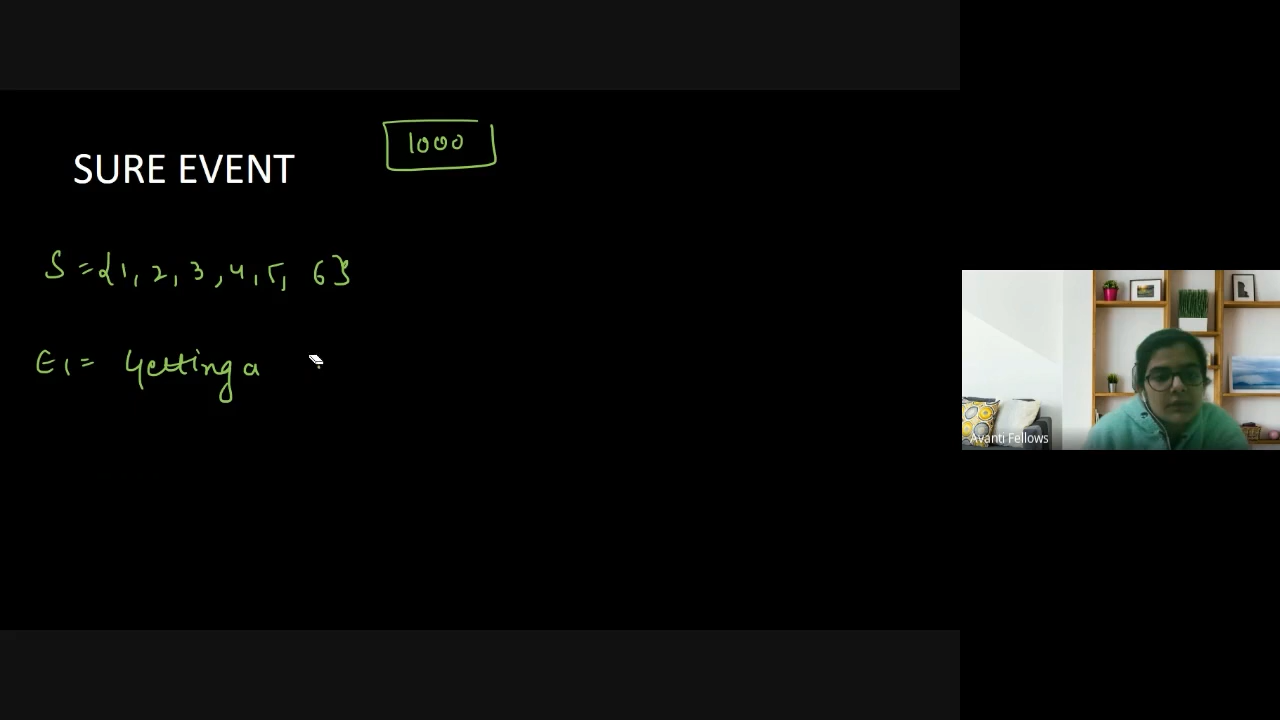 1000
SURE EVENT
S = {1, 2, 3, 4, 5, 6}
E1 = Getting a
Avanti Fellows